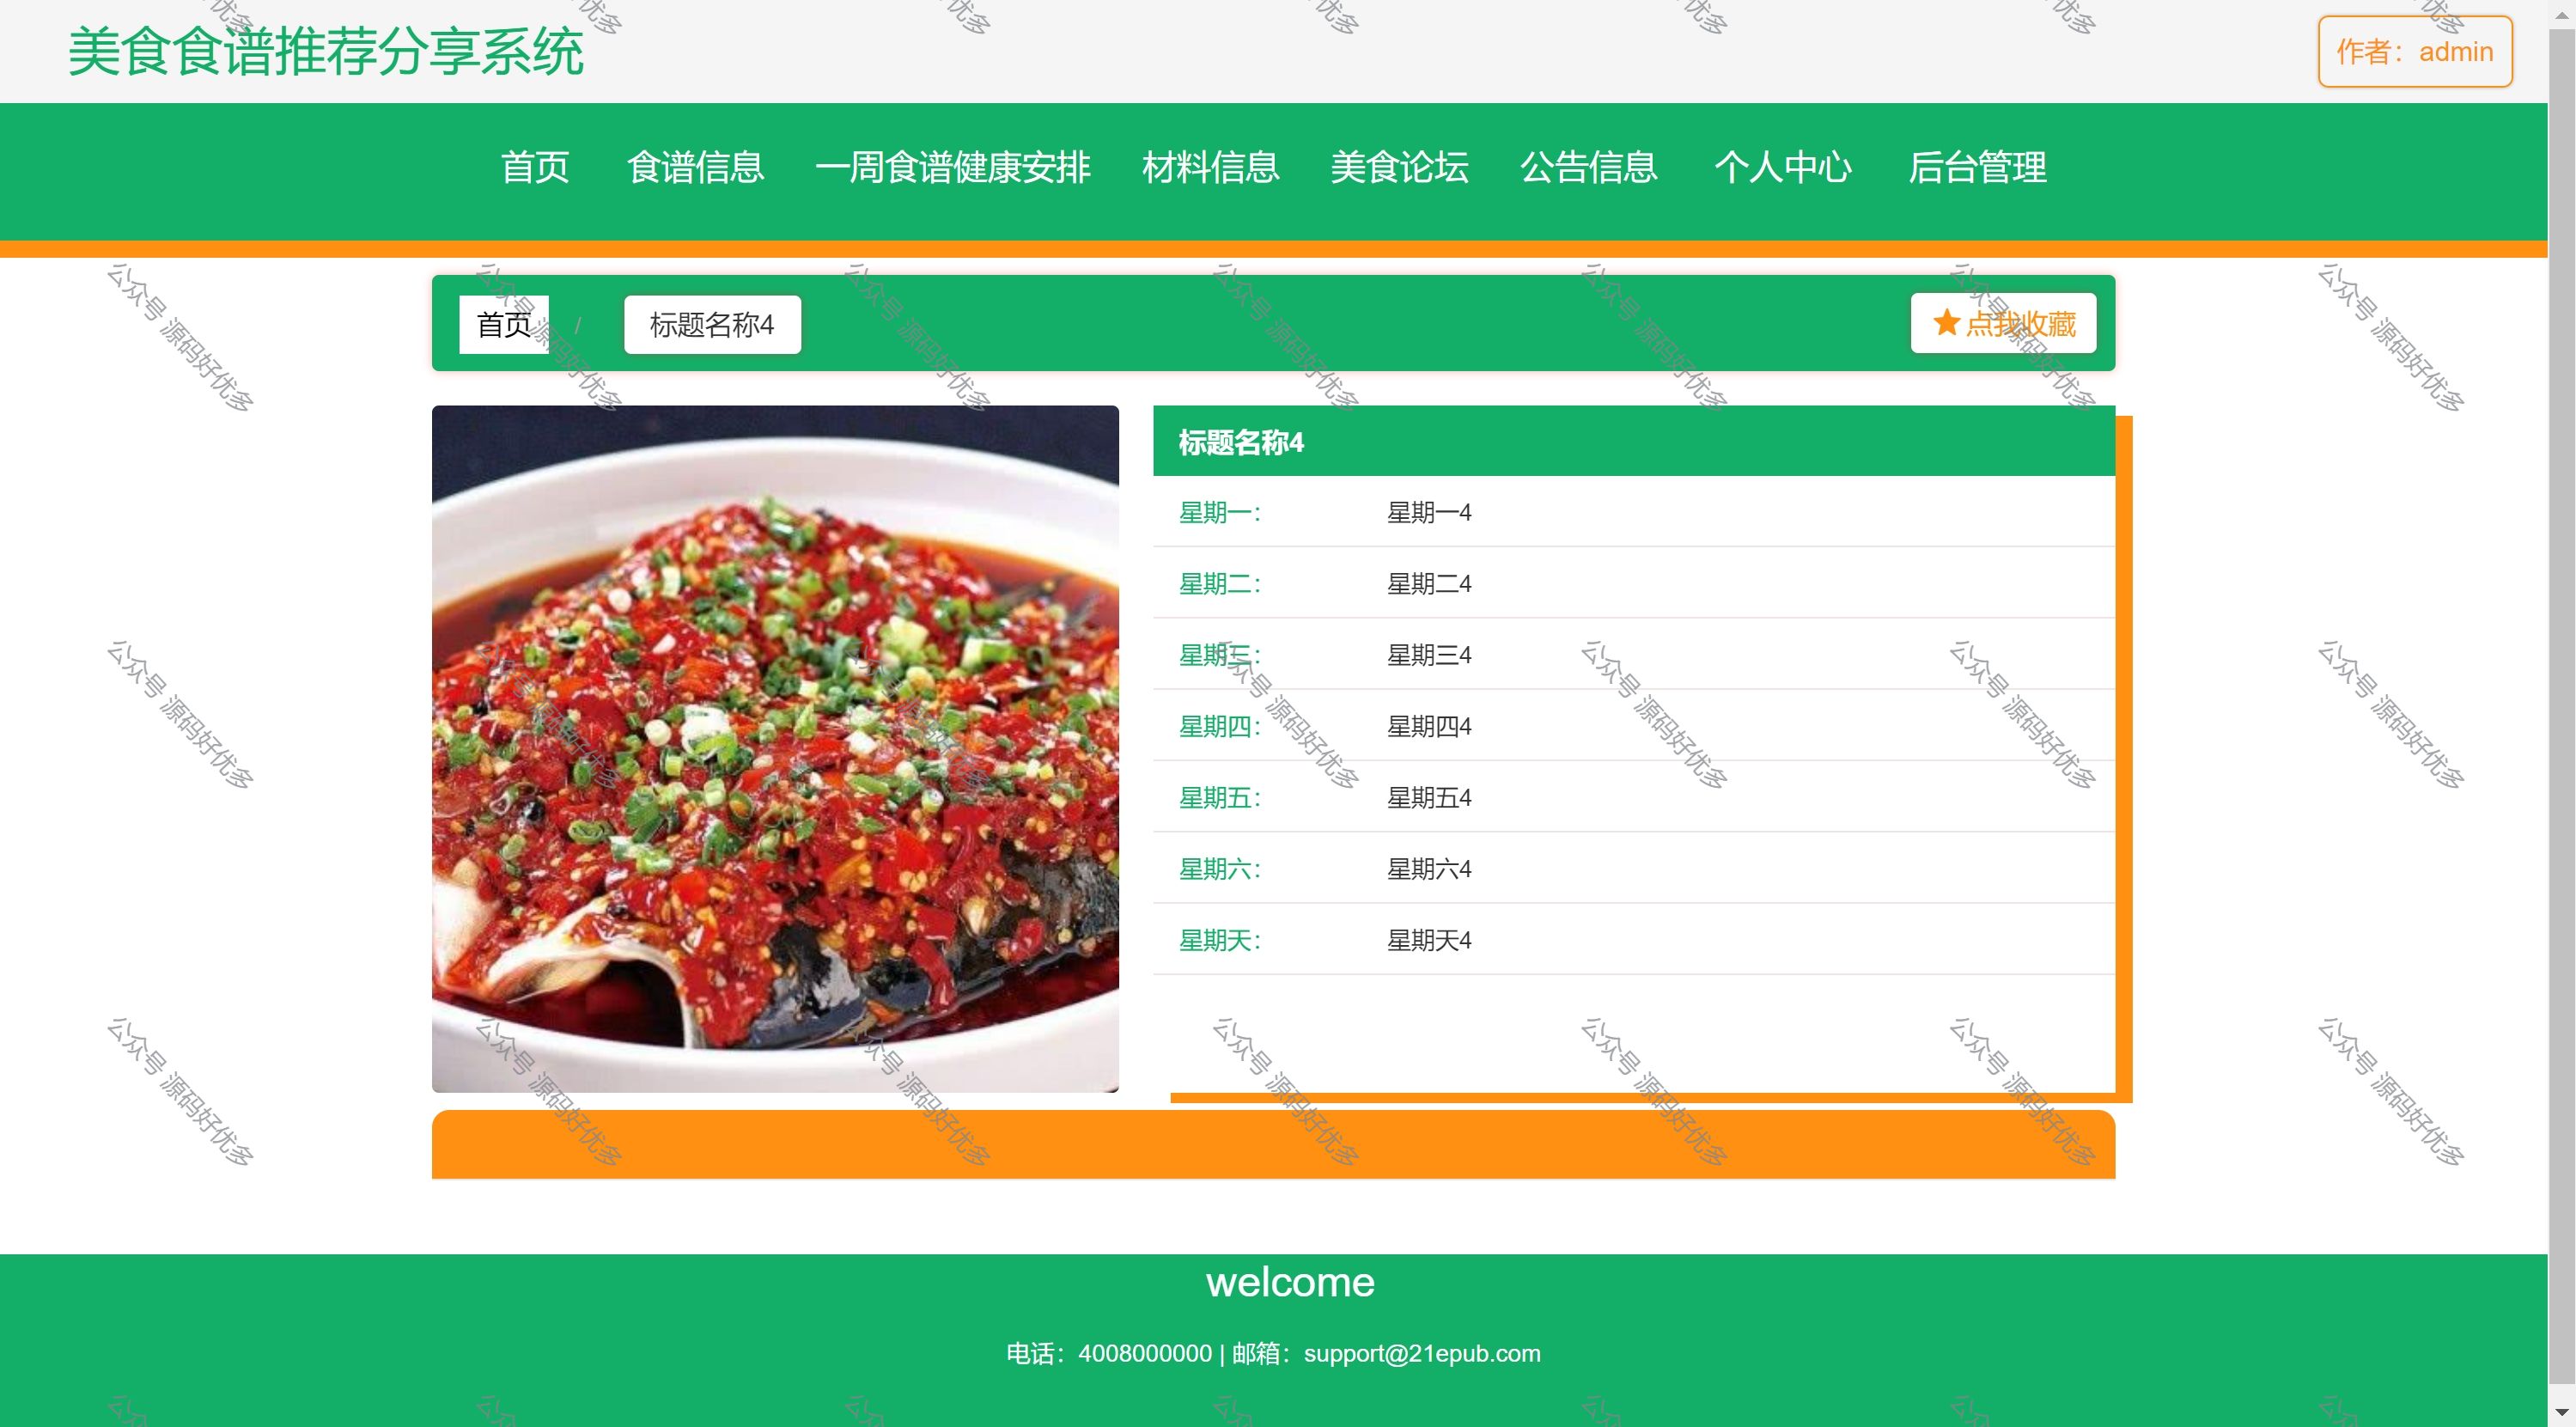 美食食谱推荐分享系统
作者：admin
首页 食谱信息 一周食谱健康安排 材料信息 美食论坛 公告信息 个人中心 后台管理
首页 / 标题名称4
点我收藏
标题名称4
星期一： 星期一4
星期二： 星期二4
星期三： 星期三4
星期四： 星期四4
星期五： 星期五4
星期六： 星期六4
星期天： 星期天4
welcome
电话：4008000000 | 邮箱：support@21epub.com
公众号 源码好优多